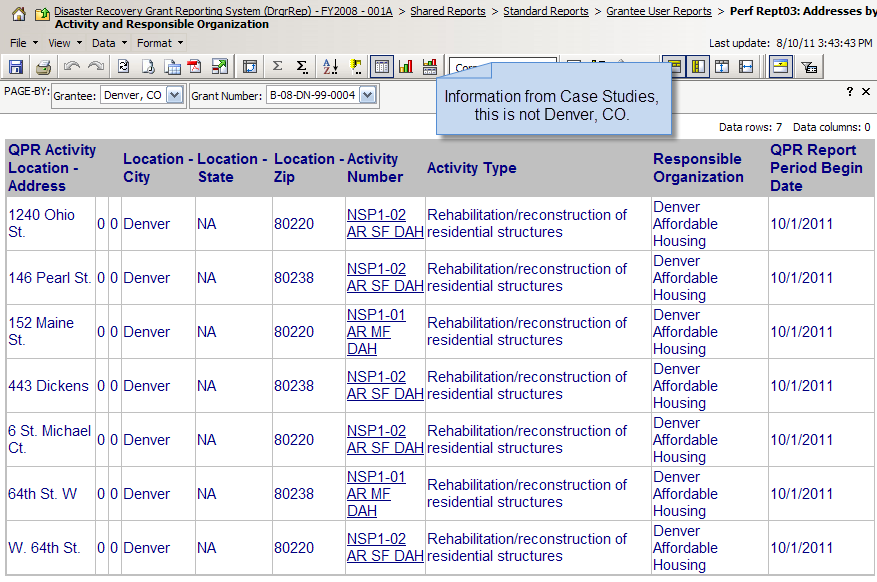 Disaster Recovery Grant Reporting System (DrgrRep) - FY2008 - 001A > Shared Reports > Standard Reports > Grantee User Reports > Perf Rept03: Addresses by
Activity and Responsible Organization
File View Data Format
Last update: 8/10/11 3:43:43 PM
PAGE-BY: Grantee: Denver, CO Grant Number: B-08-DN-99-0004 ? ×
Information from Case Studies,
this is not Denver, CO.
Data rows: 7 Data columns: 0
QPR Activity
Location -
Address
Location -
City
Location -
State
Location -
Zip
Activity
Number
Activity Type
Responsible
Organization
QPR Report
Period Begin
Date
1240 Ohio
St.
0 0 Denver NA 80220
NSP1-02
AR SF DAH
Rehabilitation/reconstruction of
residential structures
Denver
Affordable
Housing
10/1/2011
146 Pearl St. 0 0 Denver NA 80238
NSP1-02
AR SF DAH
Rehabilitation/reconstruction of
residential structures
Denver
Affordable
Housing
10/1/2011
152 Maine
St.
0 0 Denver NA 80220
NSP1-01
AR MF
DAH
Rehabilitation/reconstruction of
residential structures
Denver
Affordable
Housing
10/1/2011
443 Dickens 0 0 Denver NA 80238
NSP1-02
AR SF DAH
Rehabilitation/reconstruction of
residential structures
Denver
Affordable
Housing
10/1/2011
6 St. Michael
Ct.
0 0 Denver NA 80220
NSP1-02
AR SF DAH
Rehabilitation/reconstruction of
residential structures
Denver
Affordable
Housing
10/1/2011
64th St. W 0 0 Denver NA 80238
NSP1-01
AR MF
DAH
Rehabilitation/reconstruction of
residential structures
Denver
Affordable
Housing
10/1/2011
W. 64th St. 0 0 Denver NA 80220
NSP1-02
AR SF DAH
Rehabilitation/reconstruction of
residential structures
Denver
Affordable
Housing
10/1/2011